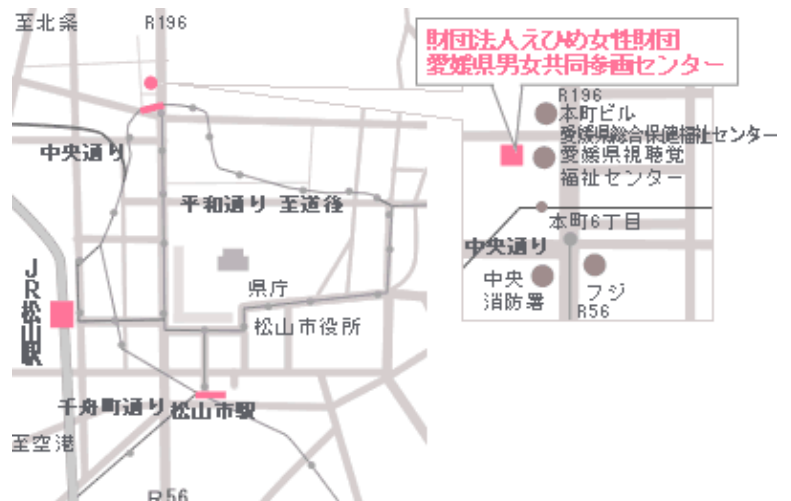 至北条
R196
財団法人えひめ女性財団
愛媛県男女共同参画センター
R196
本町ビル
愛媛県総合保健福祉センター
愛媛県視聴覚
福祉センター
本町6丁目
中央通り
中央
消防署
フジ
R56
中央通り
平和通り 至道後
JR松山駅
県庁
松山市役所
千舟町通り
松山市駅
至空港
R56